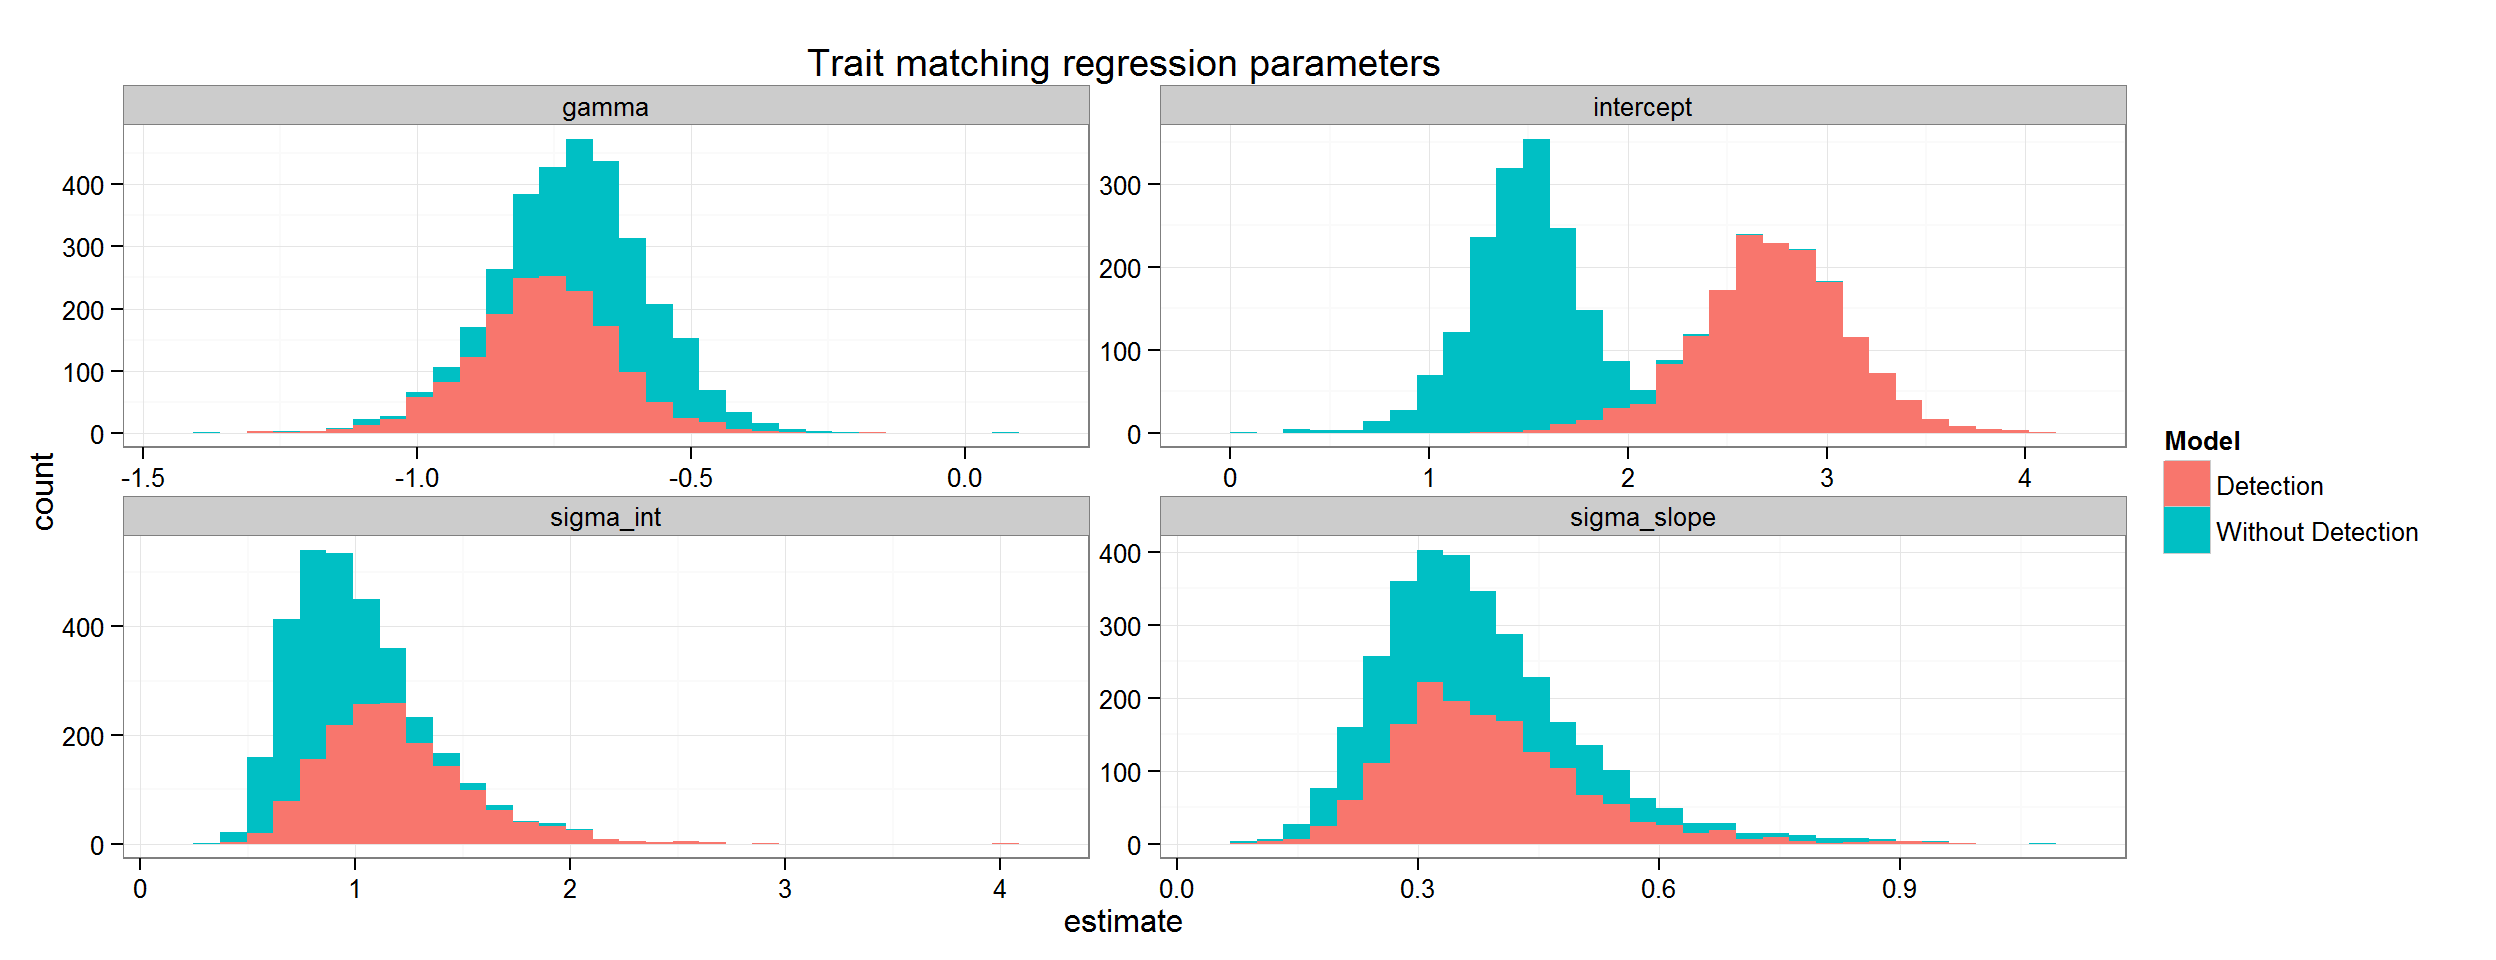 Trait matching regression parameters
gamma
intercept
400
300
200
100
0
-1.5 -1.0 -0.5 0.0
300
200
100
0
0 1 2 3 4
sigma_int
sigma_slope
400
200
0
0 1 2 3 4
400
300
200
100
0
0.0 0.3 0.6 0.9
count
estimate
Model
Detection
Without Detection